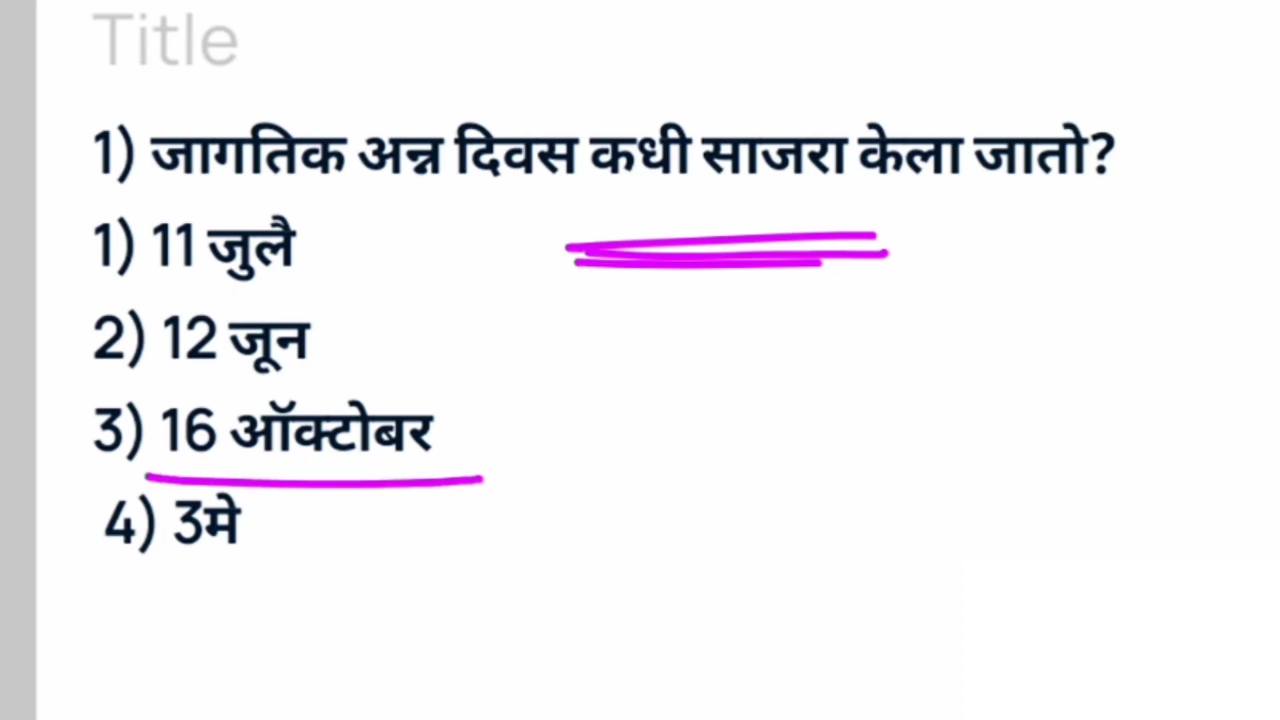 Title
1) जागतिक अन्न दिवस कधी साजरा केला जातो?
1) 11 जुलै
2) 12 जून
3) 16 ऑक्टोबर
4) 3मे